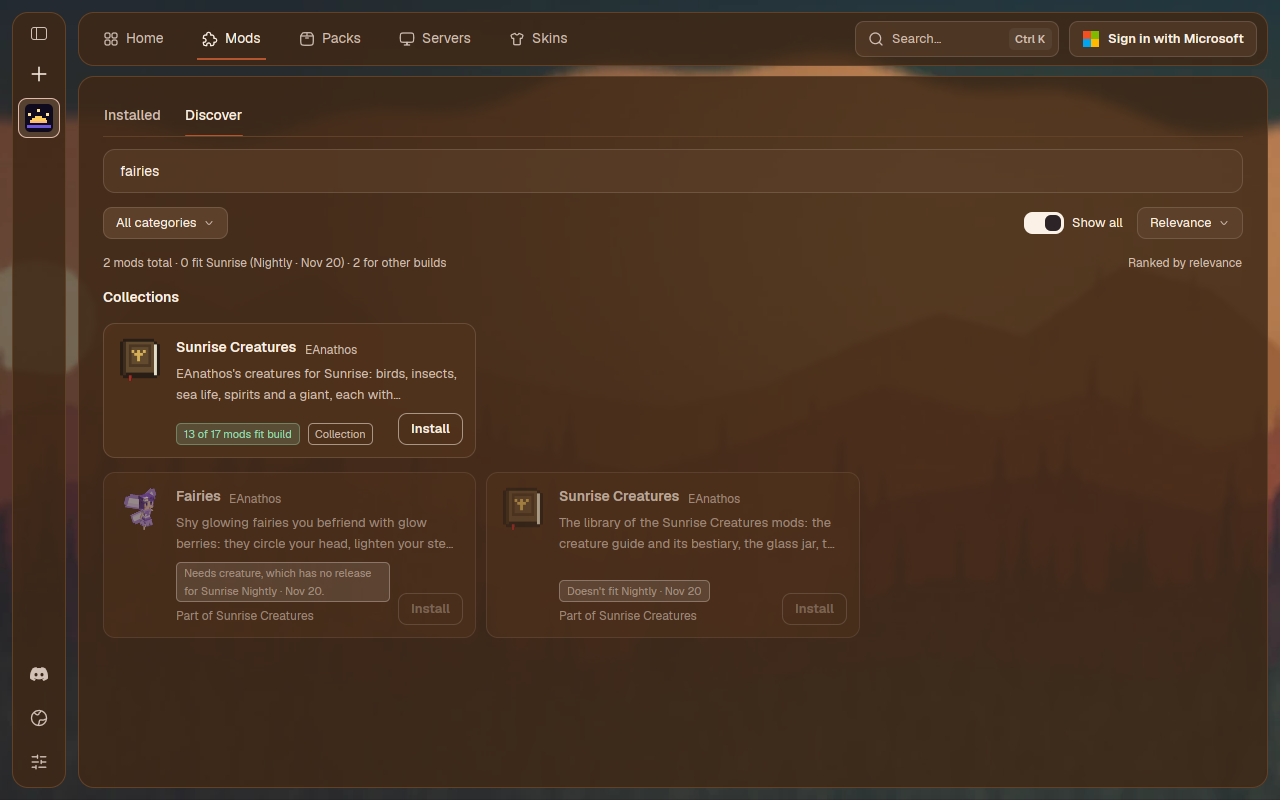 Home
Mods
Packs
Servers
Skins
Search...
Ctrl K
Sign in with Microsoft
Installed
Discover
fairies
All categories
Show all
Relevance
2 mods total · 0 fit Sunrise (Nightly · Nov 20) · 2 for other builds
Ranked by relevance
Collections
Sunrise Creatures EAnathos
EAnathos's creatures for Sunrise: birds, insects,
sea life, spirits and a giant, each with...
13 of 17 mods fit build
Collection
Install
Fairies EAnathos
Shy glowing fairies you befriend with glow
berries: they circle your head, lighten your ste...
Needs creature, which has no release
for Sunrise Nightly · Nov 20.
Part of Sunrise Creatures
Install
Sunrise Creatures EAnathos
The library of the Sunrise Creatures mods: the
creature guide and its bestiary, the glass jar, t...
Doesn't fit Nightly · Nov 20
Part of Sunrise Creatures
Install